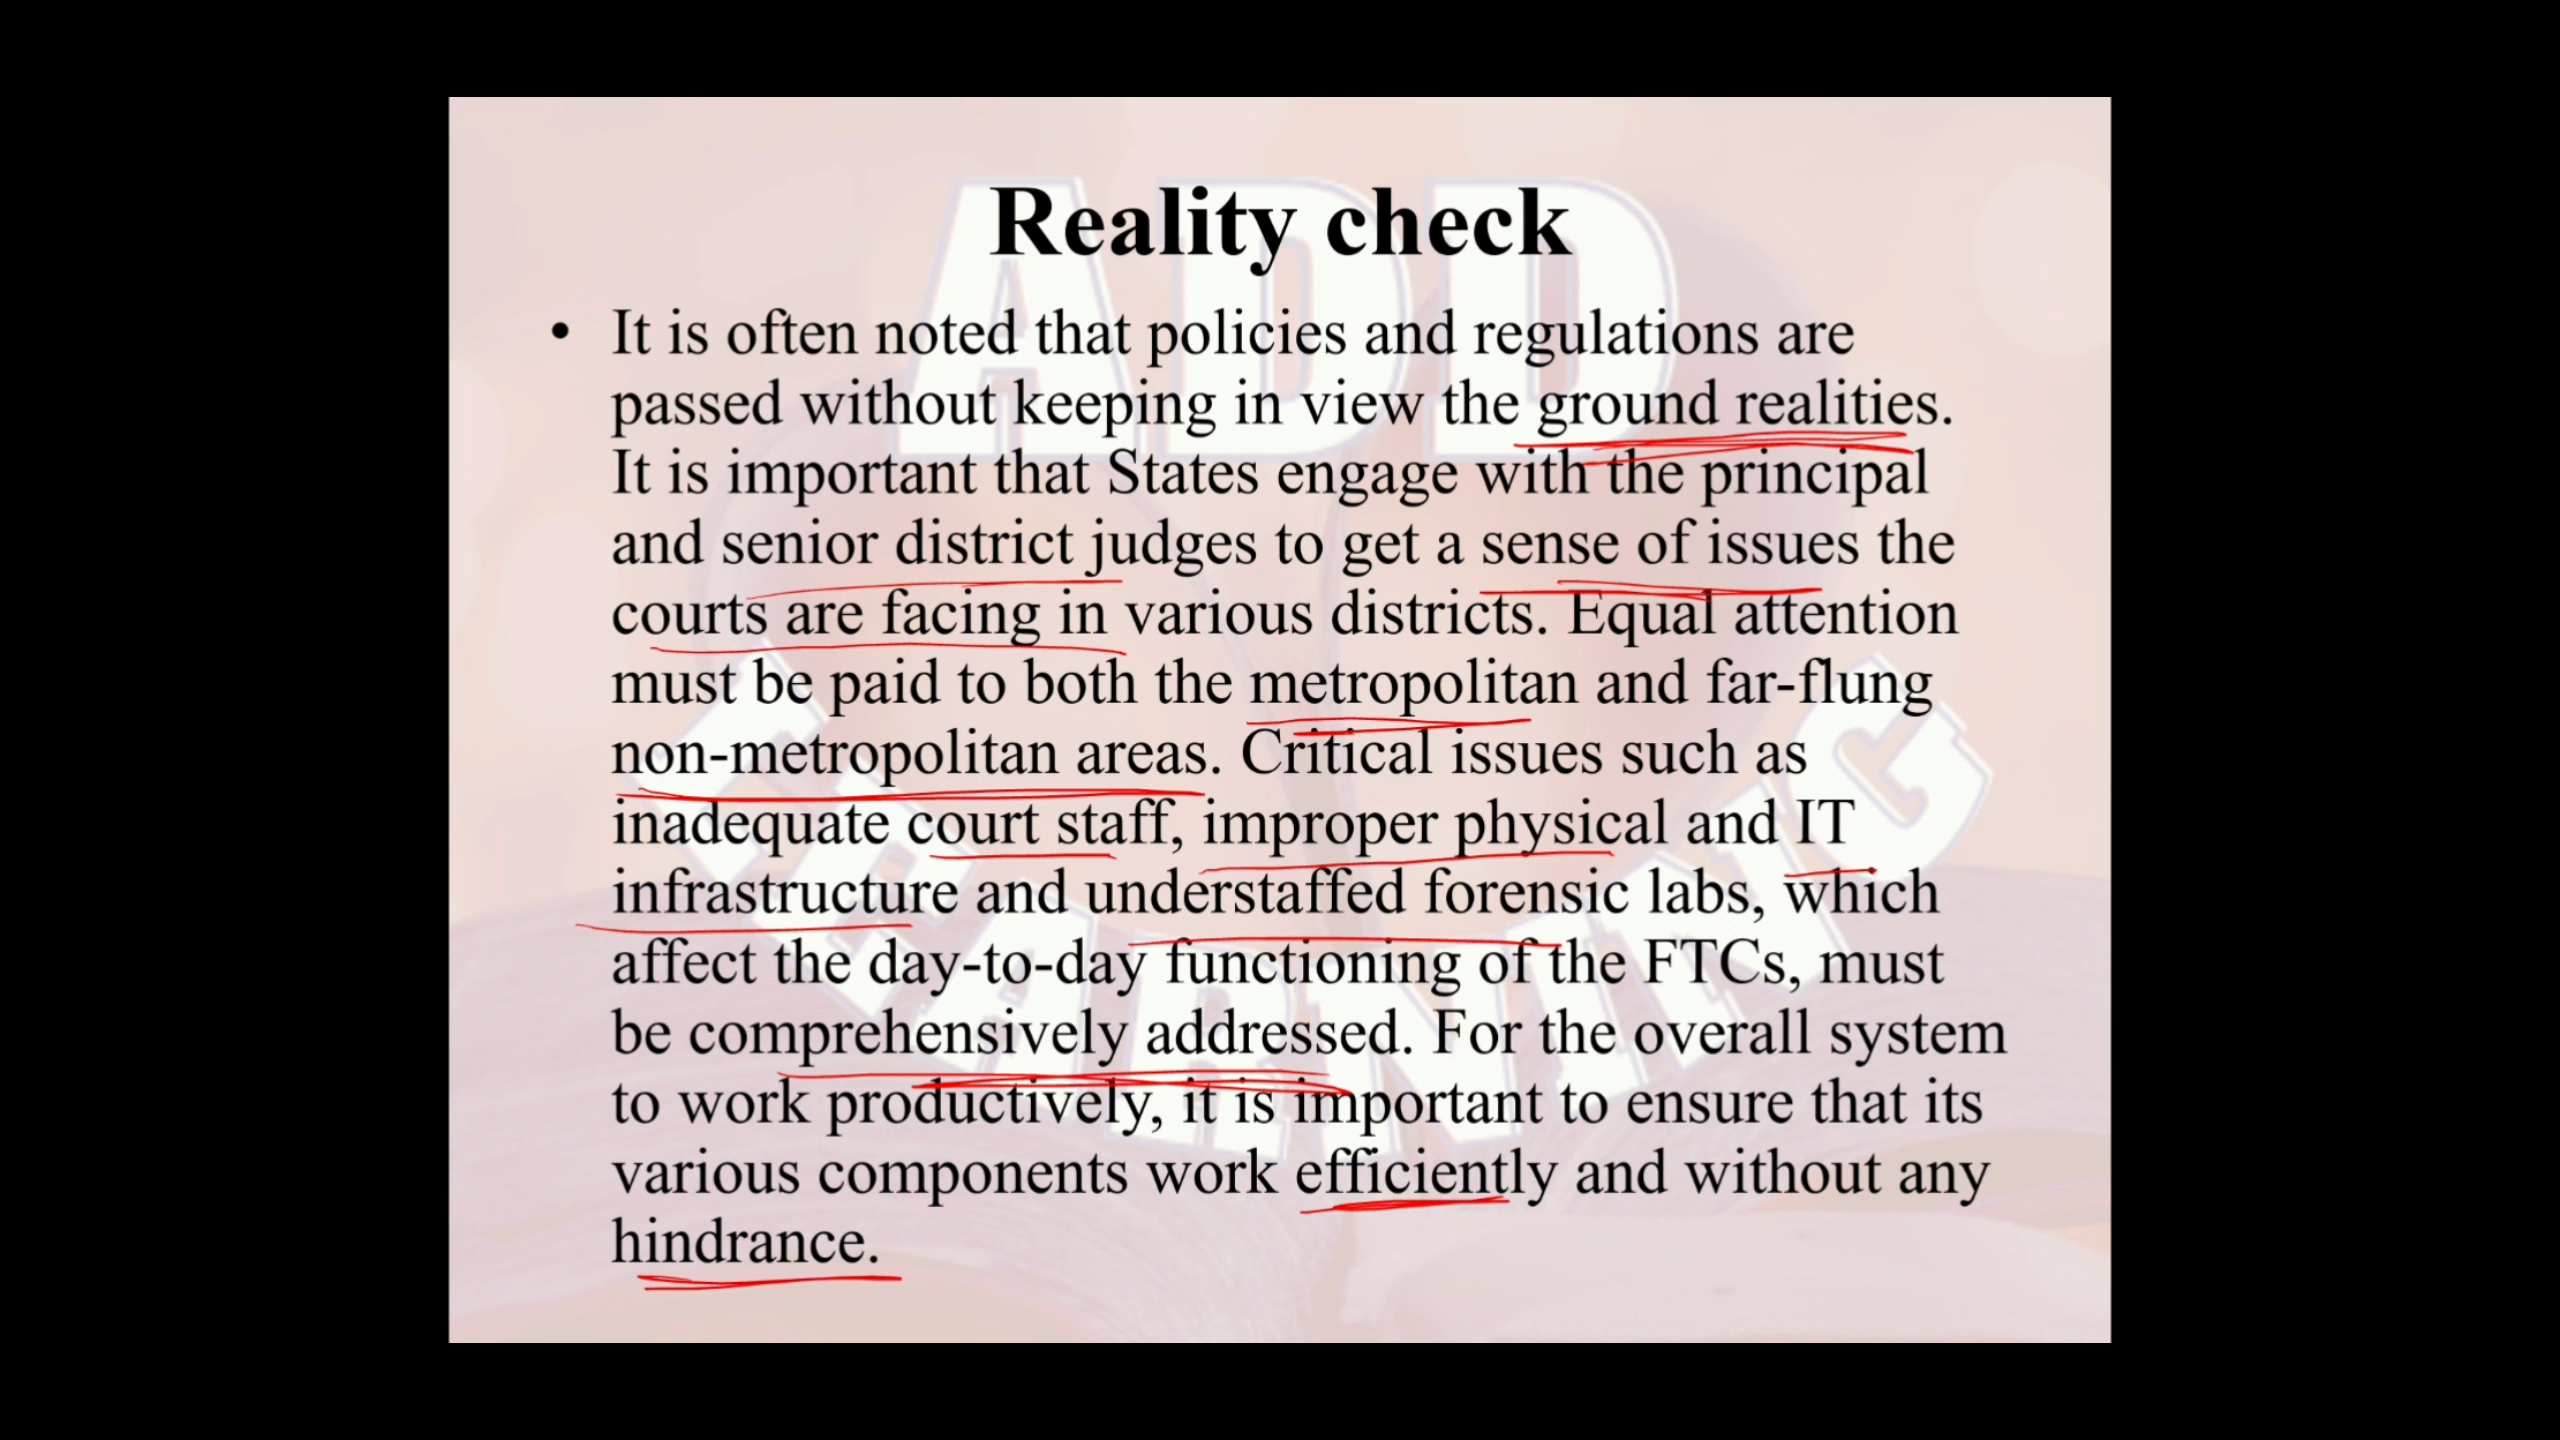 Reality check
• It is often noted that policies and regulations are
passed without keeping in view the ground realities.
It is important that States engage with the principal
and senior district judges to get a sense of issues the
courts are facing in various districts. Equal attention
must be paid to both the metropolitan and far-flung
non-metropolitan areas. Critical issues such as
inadequate court staff, improper physical and IT
infrastructure and understaffed forensic labs, which
affect the day-to-day functioning of the FTCs, must
be comprehensively addressed. For the overall system
to work productively, it is important to ensure that its
various components work efficiently and without any
hindrance.
ADD
LEARNING